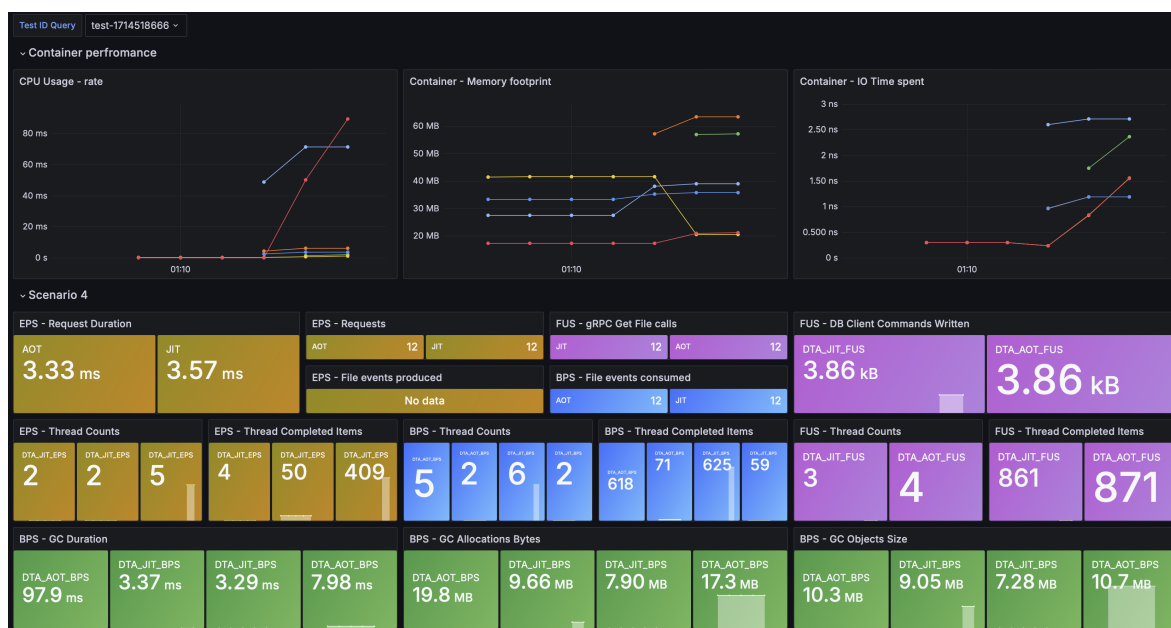 Test ID Query test-1714518666
Container perfromance
CPU Usage - rate
80 ms
60 ms
40 ms
20 ms
0 s
01:10
Container - Memory footprint
60 MB
50 MB
40 MB
30 MB
20 MB
01:10
Container - IO Time spent
3 ns
2.50 ns
2 ns
1.50 ns
1 ns
0.500 ns
0 s
01:10
Scenario 4
EPS - Request Duration
AOT
3.33 ms
JIT
3.57 ms
EPS - Requests
AOT 12 JIT 12
EPS - File events produced
No data
FUS - gRPC Get File calls
JIT 12 AOT 12
BPS - File events consumed
AOT 12 JIT 12
FUS - DB Client Commands Written
DTA_JIT_FUS
3.86 kB
DTA_AOT_FUS
3.86 kB
EPS - Thread Counts
DTA_JIT_EPS
2
DTA_JIT_EPS
2
DTA_JIT_EPS
5
EPS - Thread Completed Items
DTA_JIT_EPS
4
DTA_JIT_EPS
50
DTA_JIT_EPS
409
BPS - Thread Counts
DTA_AOT_BPS
5
DTA_AOT_BPS
2
DTA_JIT_BPS
6
DTA_JIT_BPS
2
BPS - Thread Completed Items
DTA_AOT_BPS
618
DTA_AOT_BPS
71
DTA_JIT_BPS
625
DTA_JIT_BPS
59
FUS - Thread Counts
DTA_JIT_FUS
3
DTA_AOT_FUS
4
FUS - Thread Completed Items
DTA_JIT_FUS
861
DTA_AOT_FUS
871
BPS - GC Duration
DTA_AOT_BPS
97.9 ms
DTA_JIT_BPS
3.37 ms
DTA_JIT_BPS
3.29 ms
DTA_AOT_BPS
7.98 ms
BPS - GC Allocations Bytes
DTA_AOT_BPS
19.8 MB
DTA_JIT_BPS
9.66 MB
DTA_JIT_BPS
7.90 MB
DTA_AOT_BPS
17.3 MB
BPS - GC Objects Size
DTA_AOT_BPS
10.3 MB
DTA_JIT_BPS
9.05 MB
DTA_JIT_BPS
7.28 MB
DTA_AOT_BPS
10.7 MB